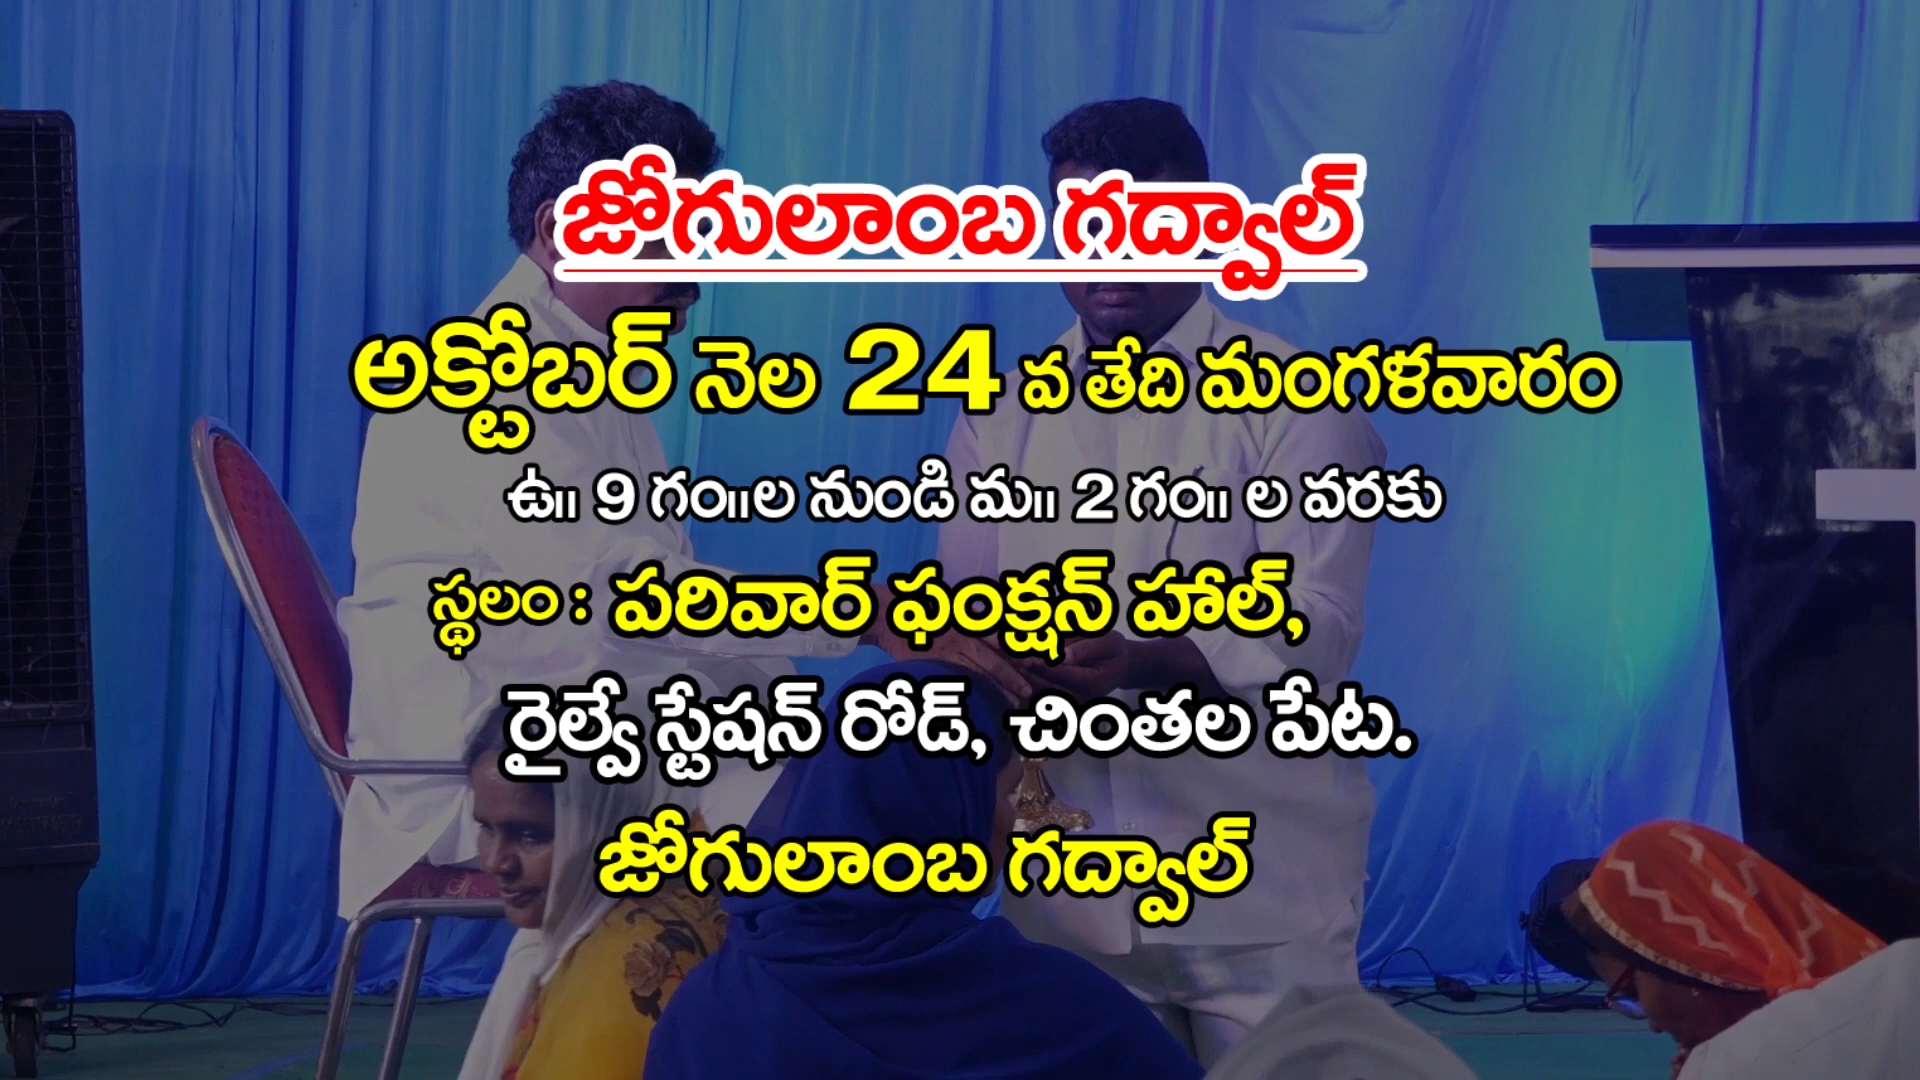 జోగులాంబ గద్వాల్
అక్టోబర్ నెల 24 వ తేది మంగళవారం
ఉ॥ 9 గం॥ల నుండి మ॥ 2 గం॥ ల వరకు
స్థలం : పరివార్ ఫంక్షన్ హాల్,
రైల్వే స్టేషన్ రోడ్, చింతల పేట.
జోగులాంబ గద్వాల్